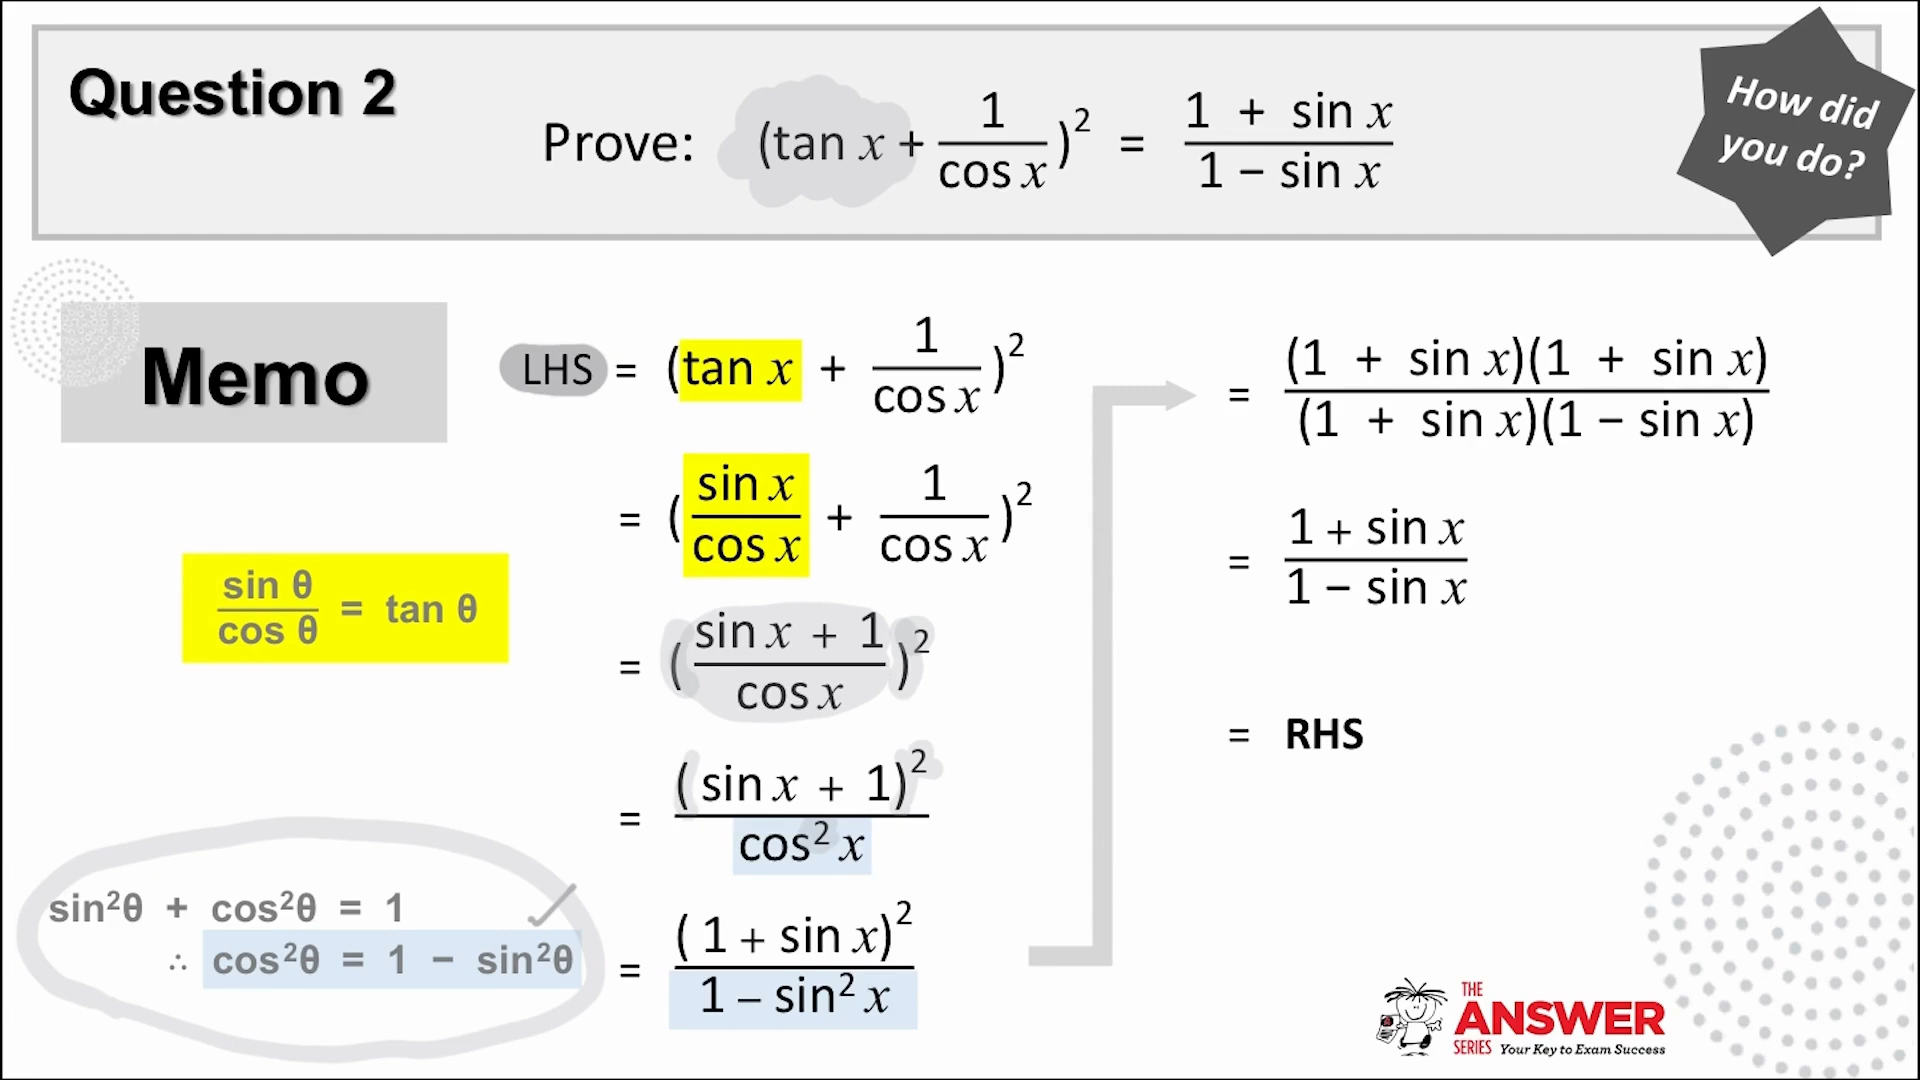 Question 2
Prove: (tan x + 1/cos x)² = (1 + sin x)/(1 − sin x)
How did
you do?
Memo
LHS = (tan x + 1/cos x)²
= (sin x/cos x + 1/cos x)²
= ((sin x + 1)/cos x)²
= (sin x + 1)²/cos² x
= (1 + sin x)²/(1 − sin² x)
sin θ/cos θ = tan θ
sin²θ + cos²θ = 1
∴ cos²θ = 1 − sin²θ
= (1 + sin x)(1 + sin x)/(1 + sin x)(1 − sin x)
= (1 + sin x)/(1 − sin x)
= RHS
THE
ANSWER
SERIES Your Key to Exam Success